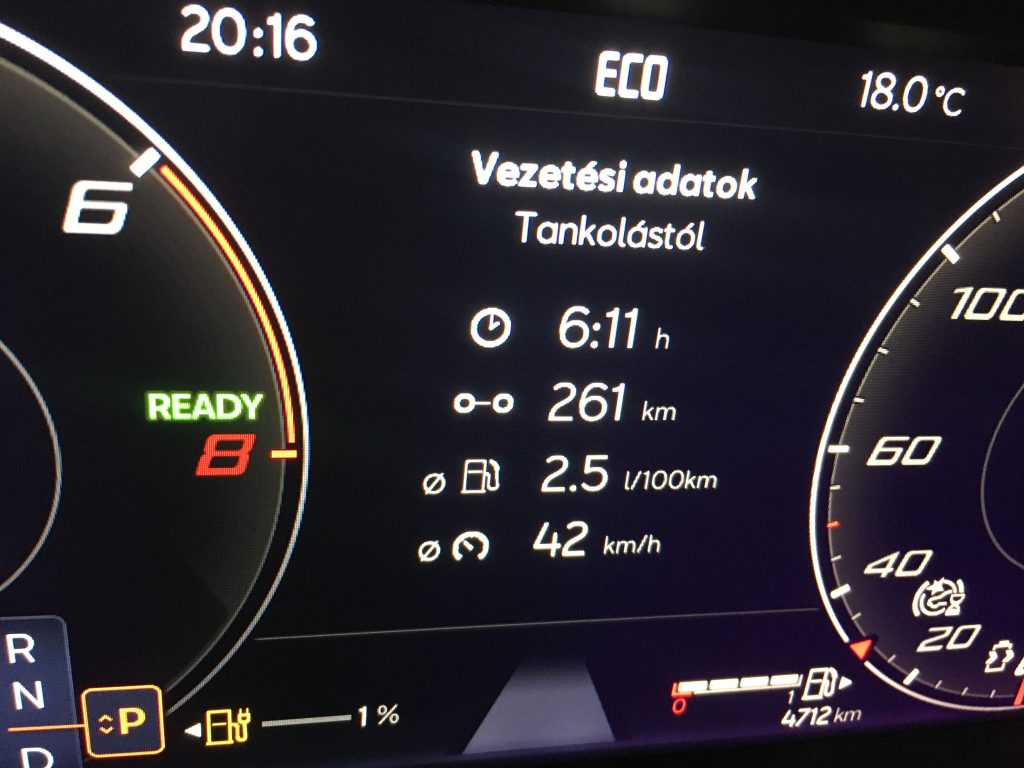 20:16
ECO
18.0 °C
Vezetési adatok
Tankolástól
6
6:11 h
100
READY
8
261 km
60
ø 2.5 l/100km
ø 42 km/h
40
20
R
N
D
P
1 %
0
1
4712 km